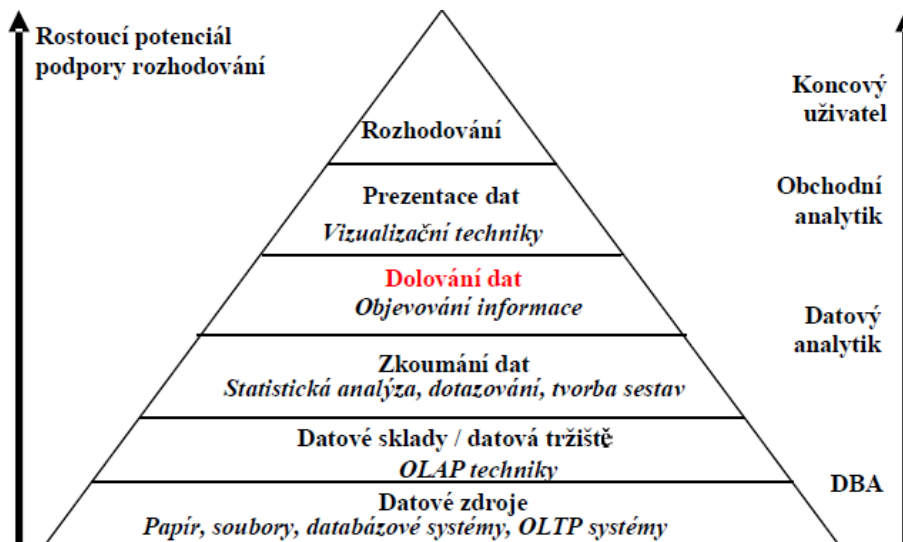 Rostoucí potenciál
podpory rozhodování
Koncový
uživatel
Rozhodování
Obchodní
analytik
Prezentace dat
Vizualizační techniky
Dolování dat
Objevování informace
Datový
analytik
Zkoumání dat
Statistická analýza, dotazování, tvorba sestav
Datové sklady / datová tržiště
OLAP techniky
DBA
Datové zdroje
Papír, soubory, databázové systémy, OLTP systémy